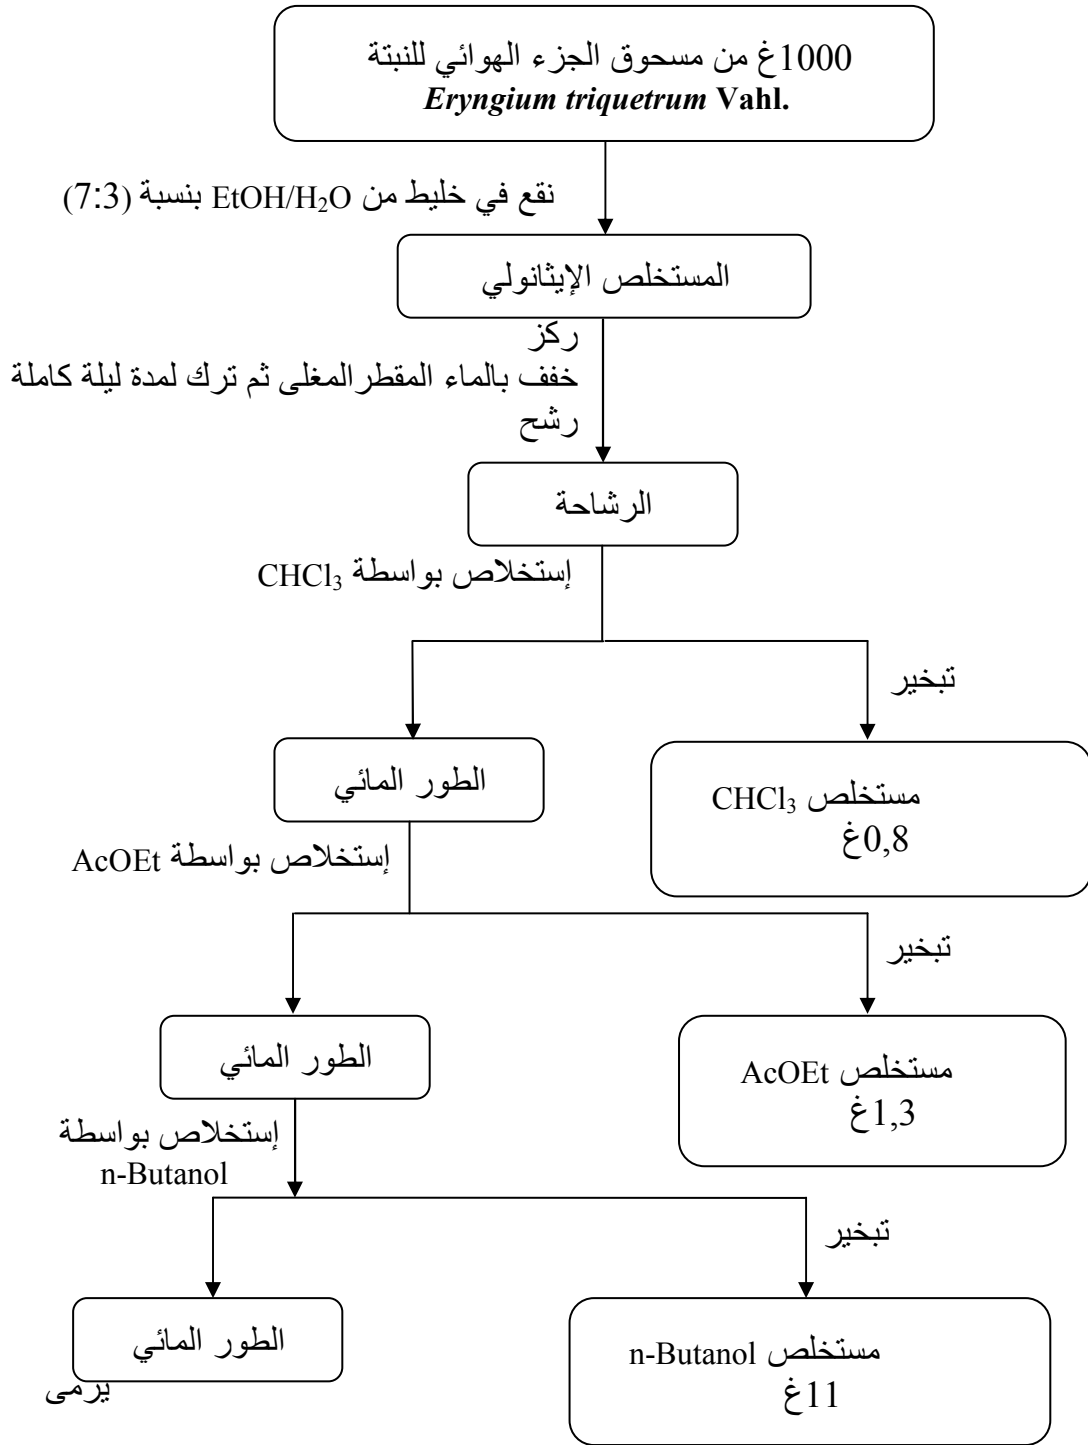 1000غ من مسحوق الجزء الهوائي للنبتة
Eryngium triquetrum Vahl.
نقع في خليط من EtOH/H₂O بنسبة (7:3)
المستخلص الإيثانولي
ركز
خفف بالماء المقطر المغلى ثم ترك لمدة ليلة كاملة
رشح
الرشاحة
إستخلاص بواسطة CHCl₃
تبخير
الطور المائي
مستخلص CHCl₃
0,8غ
إستخلاص بواسطة AcOEt
تبخير
الطور المائي
مستخلص AcOEt
1,3غ
إستخلاص بواسطة
n-Butanol
تبخير
الطور المائي
يرمى
مستخلص n-Butanol
11غ